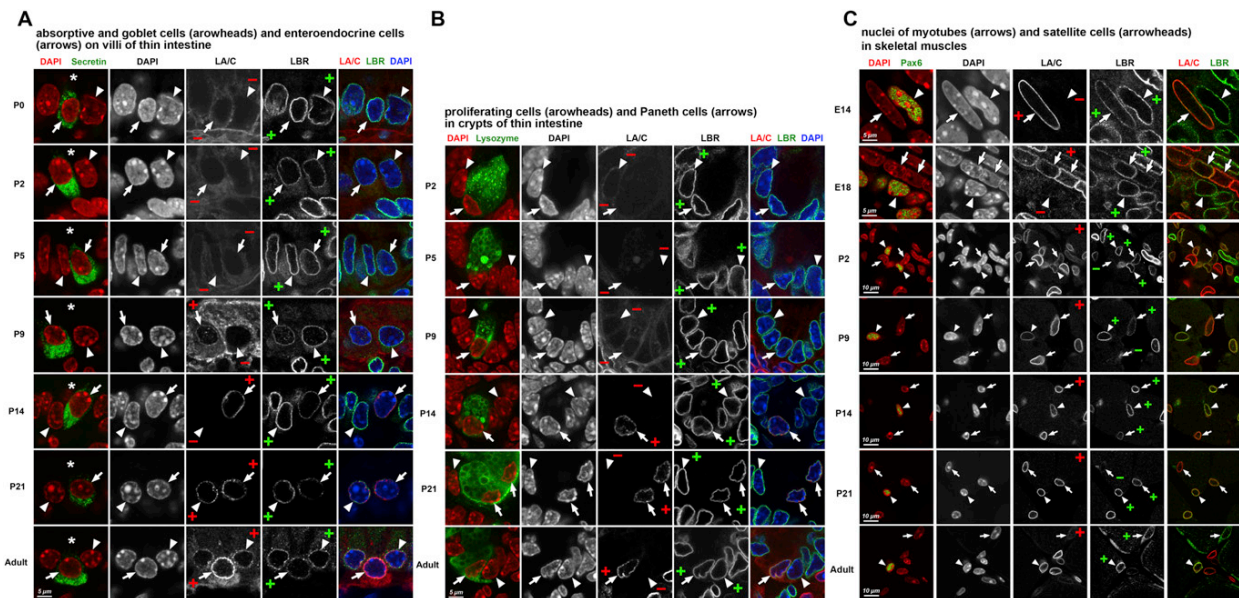 A
absorptive and goblet cells (arowheads) and enteroendocrine cells
(arrows) on villi of thin intestine
DAPI Secretin DAPI LA/C LBR LA/C LBR DAPI
P0
P2
P5
P9
P14
P21
Adult
5 µm
B
proliferating cells (arowheads) and Paneth cells (arrows)
in crypts of thin intestine
DAPI Lysozyme DAPI LA/C LBR LA/C LBR DAPI
P2
P5
P9
P14
P21
Adult
5 µm
C
nuclei of myotubes (arrows) and satellite cells (arrowheads)
in skeletal muscles
DAPI Pax6 DAPI LA/C LBR LA/C LBR
E14
5 µm
E18
5 µm
P2
10 µm
P9
10 µm
P14
10 µm
P21
10 µm
Adult
10 µm